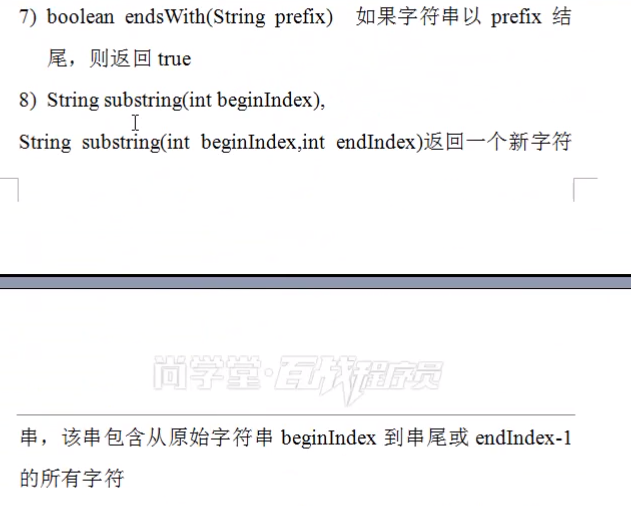 7) boolean endsWith(String prefix) 如果字符串以 prefix 结
尾，则返回 true
8) String substring(int beginIndex),
String substring(int beginIndex,int endIndex)返回一个新字符
尚学堂·百战程序员
串，该串包含从原始字符串 beginIndex 到串尾或 endIndex-1
的所有字符